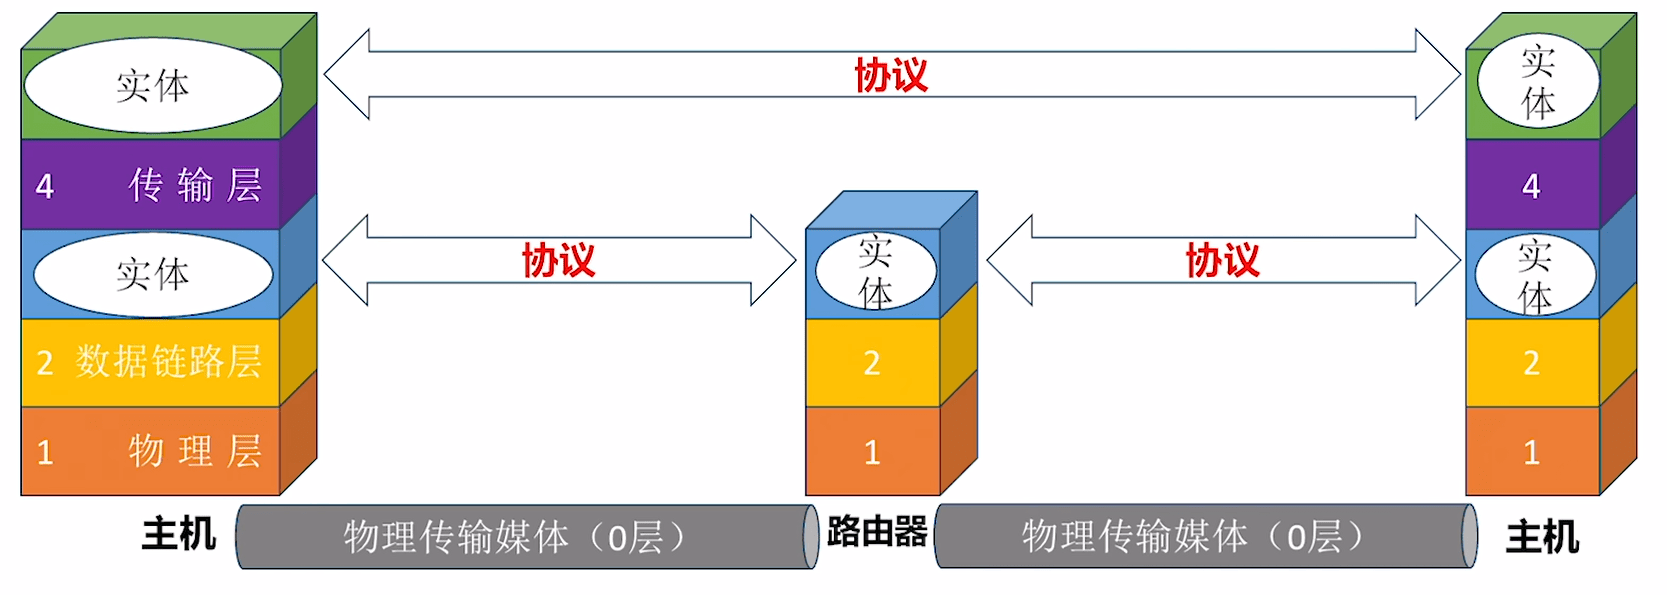 实体
协议
实
体
4 传输层
4
实体
协议
实
体
协议
实
体
2 数据链路层
2
2
1 物理层
1
1
主机
物理传输媒体（0层）
路由器
物理传输媒体（0层）
主机